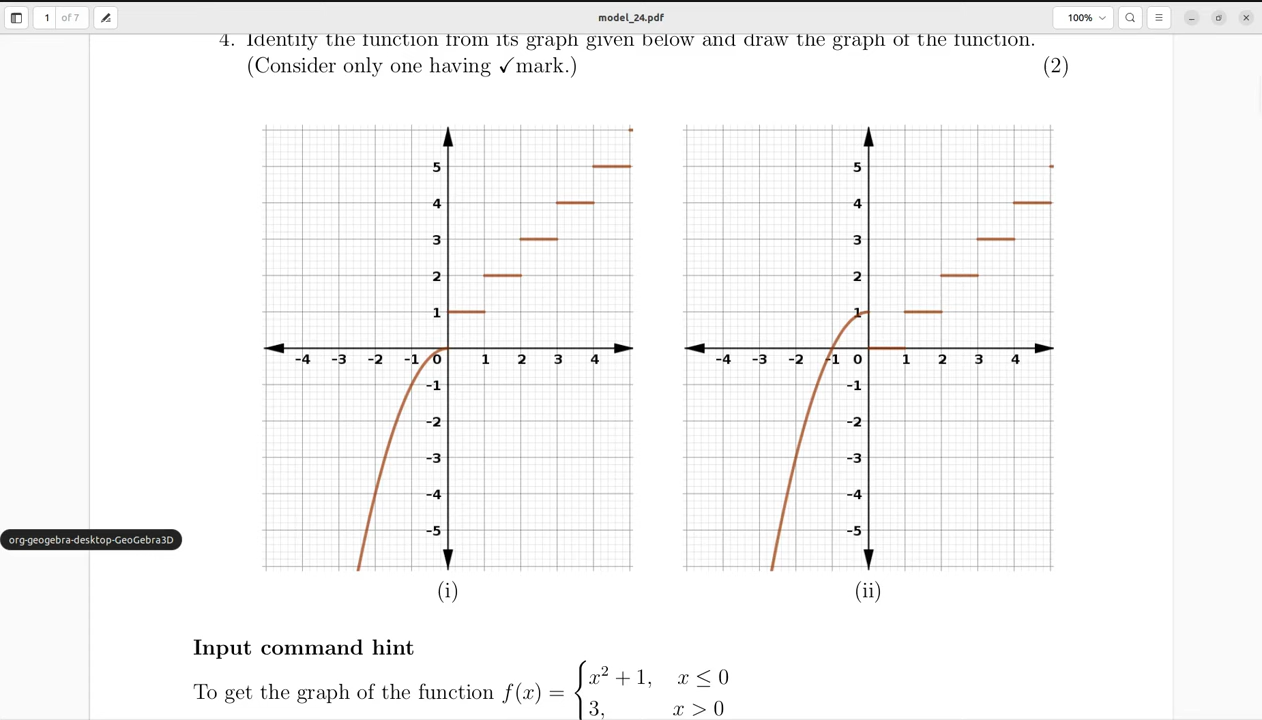 1 of 7 model_24.pdf 100%
4. Identify the function from its graph given below and draw the graph of the function.
(Consider only one having ✓mark.) (2)
5 5
4 4
3 3
2 2
1 1
-4 -3 -2 -1 0 1 2 3 4 -4 -3 -2 -1 0 1 2 3 4
-1 -1
-2 -2
-3 -3
-4 -4
-5 -5
org-geogebra-desktop-GeoGebra3D
(i) (ii)
Input command hint
To get the graph of the function f(x) = { x² + 1, x ≤ 0
3, x > 0